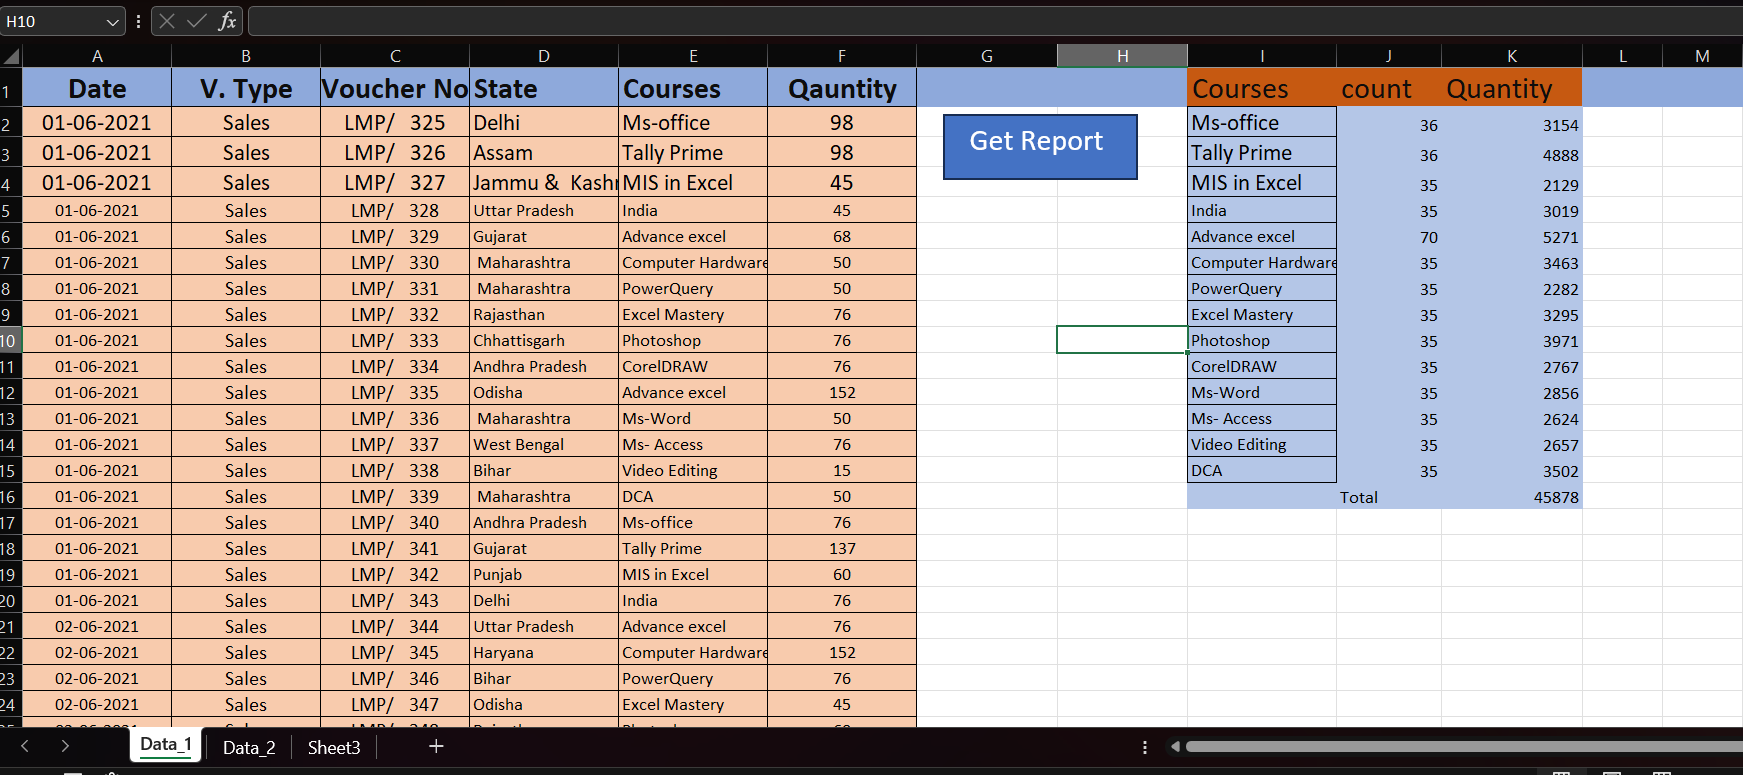 H10 fx
A B C D E F G H I J K L M
1 Date V. Type Voucher No State Courses Qauntity Courses count Quantity
2 01-06-2021 Sales LMP/ 325 Delhi Ms-office 98 Get Report Ms-office 36 3154
3 01-06-2021 Sales LMP/ 326 Assam Tally Prime 98 Tally Prime 36 4888
4 01-06-2021 Sales LMP/ 327 Jammu & Kashr MIS in Excel 45 MIS in Excel 35 2129
5 01-06-2021 Sales LMP/ 328 Uttar Pradesh India 45 India 35 3019
6 01-06-2021 Sales LMP/ 329 Gujarat Advance excel 68 Advance excel 70 5271
7 01-06-2021 Sales LMP/ 330 Maharashtra Computer Hardware 50 Computer Hardware 35 3463
8 01-06-2021 Sales LMP/ 331 Maharashtra PowerQuery 50 PowerQuery 35 2282
9 01-06-2021 Sales LMP/ 332 Rajasthan Excel Mastery 76 Excel Mastery 35 3295
10 01-06-2021 Sales LMP/ 333 Chhattisgarh Photoshop 76 Photoshop 35 3971
11 01-06-2021 Sales LMP/ 334 Andhra Pradesh CorelDRAW 76 CorelDRAW 35 2767
12 01-06-2021 Sales LMP/ 335 Odisha Advance excel 152 Ms-Word 35 2856
13 01-06-2021 Sales LMP/ 336 Maharashtra Ms-Word 50 Ms- Access 35 2624
14 01-06-2021 Sales LMP/ 337 West Bengal Ms- Access 76 Video Editing 35 2657
15 01-06-2021 Sales LMP/ 338 Bihar Video Editing 15 DCA 35 3502
16 01-06-2021 Sales LMP/ 339 Maharashtra DCA 50 Total 45878
17 01-06-2021 Sales LMP/ 340 Andhra Pradesh Ms-office 76
18 01-06-2021 Sales LMP/ 341 Gujarat Tally Prime 137
19 01-06-2021 Sales LMP/ 342 Punjab MIS in Excel 60
20 01-06-2021 Sales LMP/ 343 Delhi India 76
21 02-06-2021 Sales LMP/ 344 Uttar Pradesh Advance excel 76
22 02-06-2021 Sales LMP/ 345 Haryana Computer Hardware 152
23 02-06-2021 Sales LMP/ 346 Bihar PowerQuery 76
24 02-06-2021 Sales LMP/ 347 Odisha Excel Mastery 45
Data_1 Data_2 Sheet3